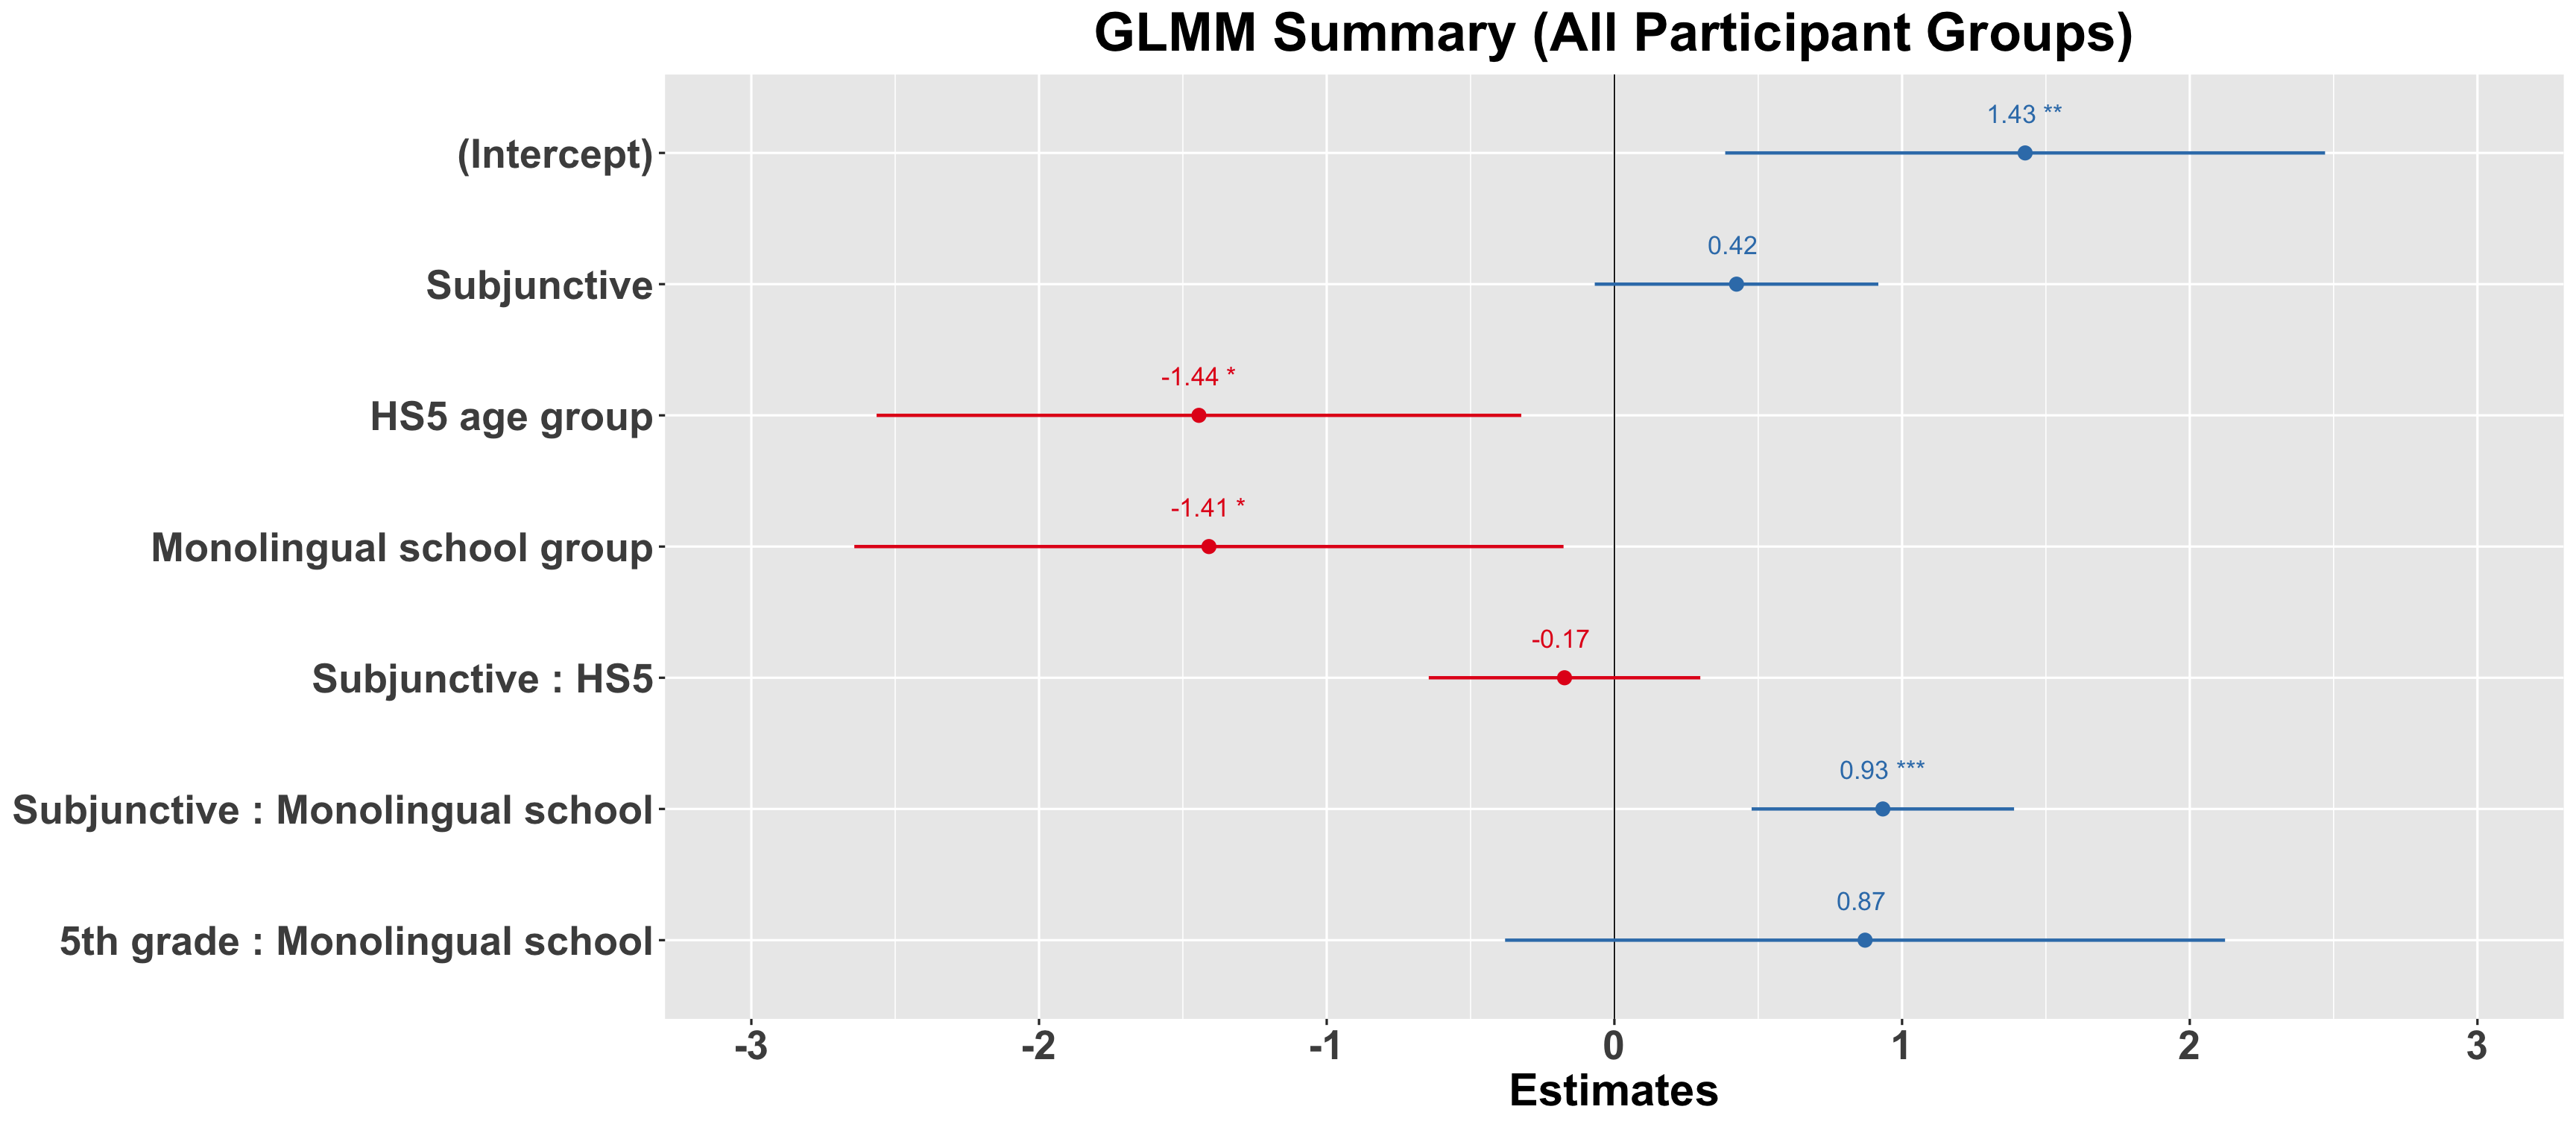 GLMM Summary (All Participant Groups)
(Intercept)
1.43 **
Subjunctive
0.42
HS5 age group
-1.44 *
Monolingual school group
-1.41 *
Subjunctive : HS5
-0.17
Subjunctive : Monolingual school
0.93 ***
5th grade : Monolingual school
0.87
-3 -2 -1 0 1 2 3
Estimates